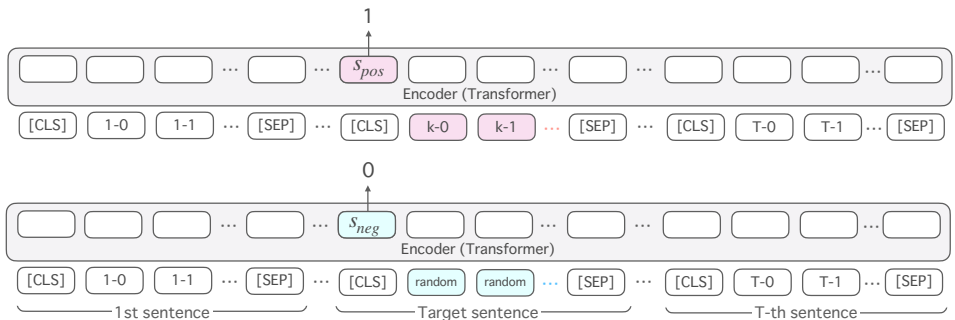 1
… … S_pos … … …
Encoder (Transformer)
[CLS] 1-0 1-1 … [SEP] … [CLS] k-0 k-1 … [SEP] … [CLS] T-0 T-1 … [SEP]
0
… … S_neg … … …
Encoder (Transformer)
[CLS] 1-0 1-1 … [SEP] … [CLS] random random … [SEP] … [CLS] T-0 T-1 … [SEP]
1st sentence Target sentence T-th sentence